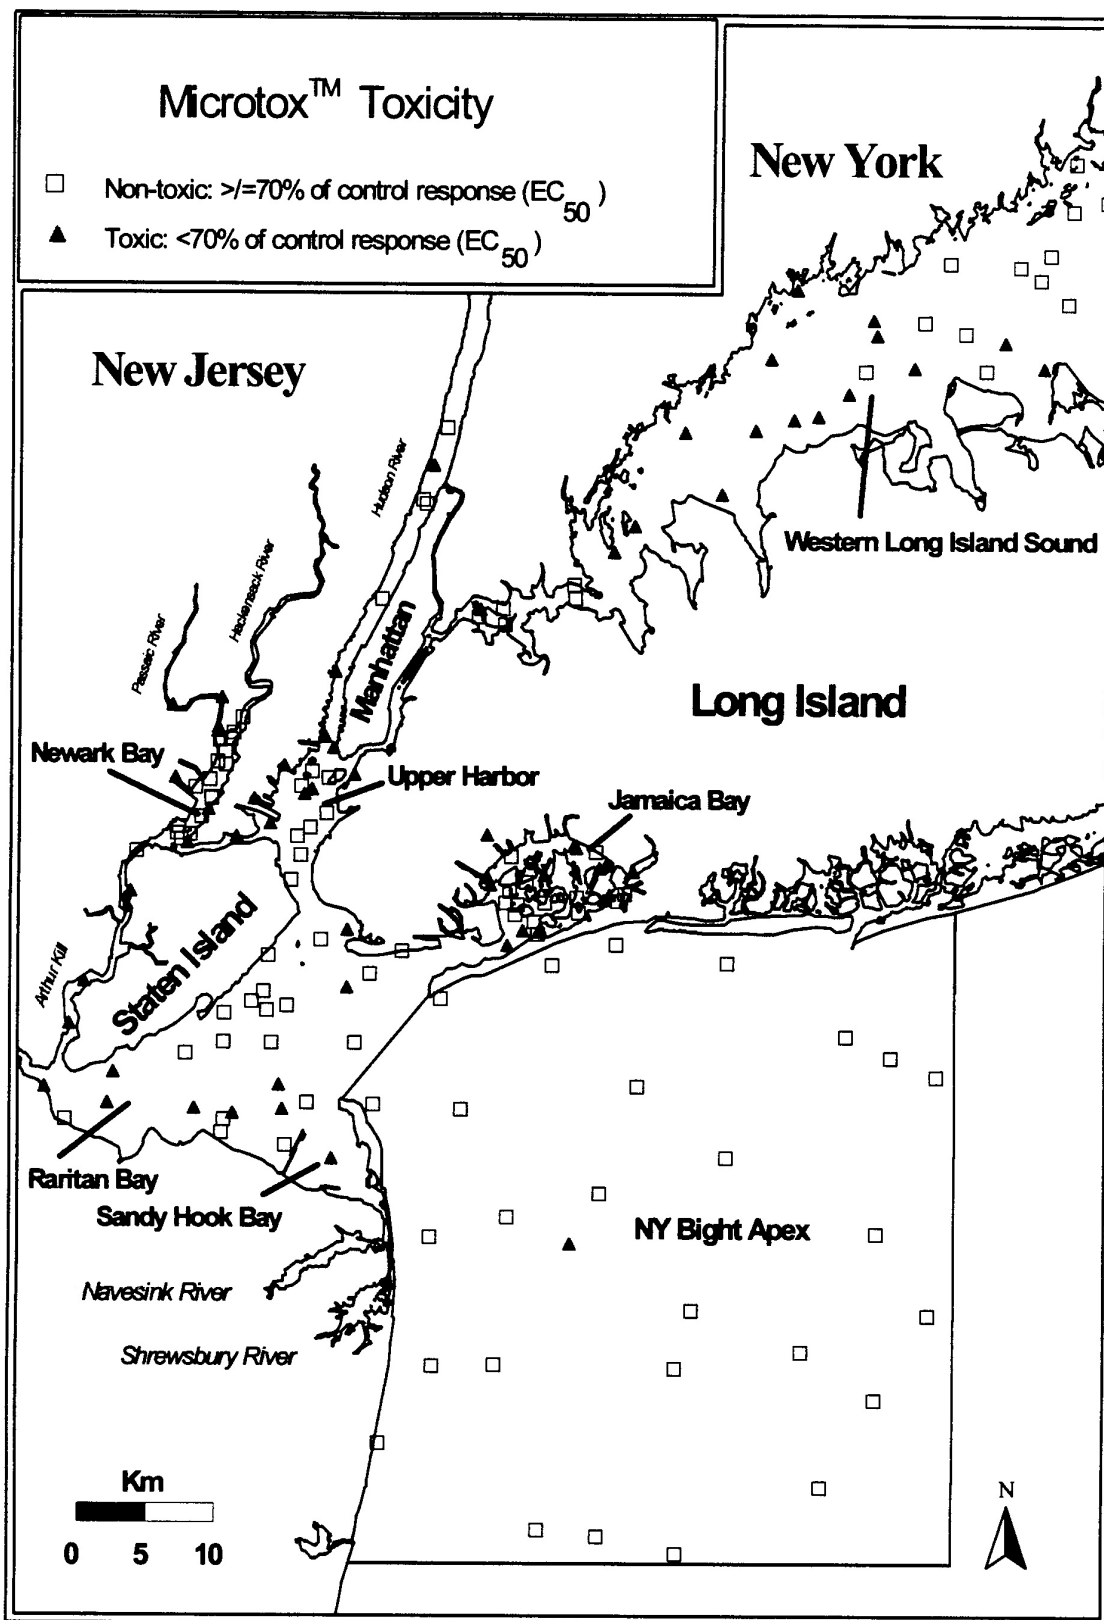 Microtox™ Toxicity
Non-toxic: >/=70% of control response (EC50)
Toxic: <70% of control response (EC50)
New York
New Jersey
Hudson River
Hackensack River
Passaic River
Western Long Island Sound
Manhattan
Long Island
Newark Bay
Upper Harbor
Jamaica Bay
Staten Island
Arthur Kill
Raritan Bay
Sandy Hook Bay
NY Bight Apex
Navesink River
Shrewsbury River
Km
0 5 10
N